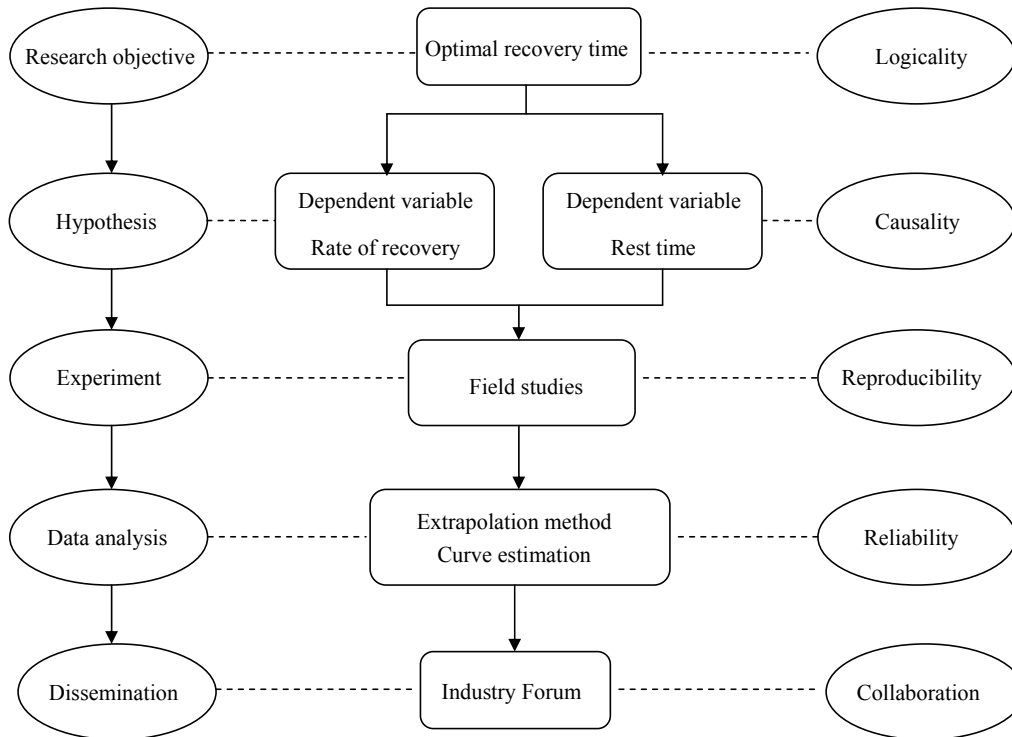 Research objective
Optimal recovery time
Logicality
Hypothesis
Dependent variable
Rate of recovery
Dependent variable
Rest time
Causality
Experiment
Field studies
Reproducibility
Data analysis
Extrapolation method
Curve estimation
Reliability
Dissemination
Industry Forum
Collaboration